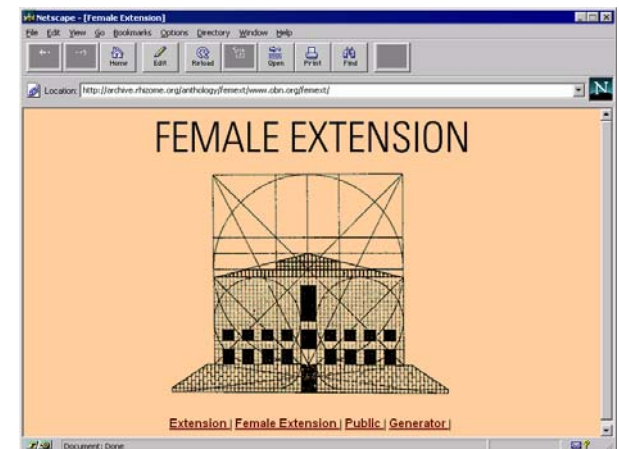 Netscape - [Female Extension]
File Edit View Go Bookmarks Options Directory Window Help
Home Edit Reload Open Print Find
Location: http://archive.rhizome.org/anthology/femext/www.obn.org/femext/
N
FEMALE EXTENSION
Extension | Female Extension | Public | Generator |
Document: Done